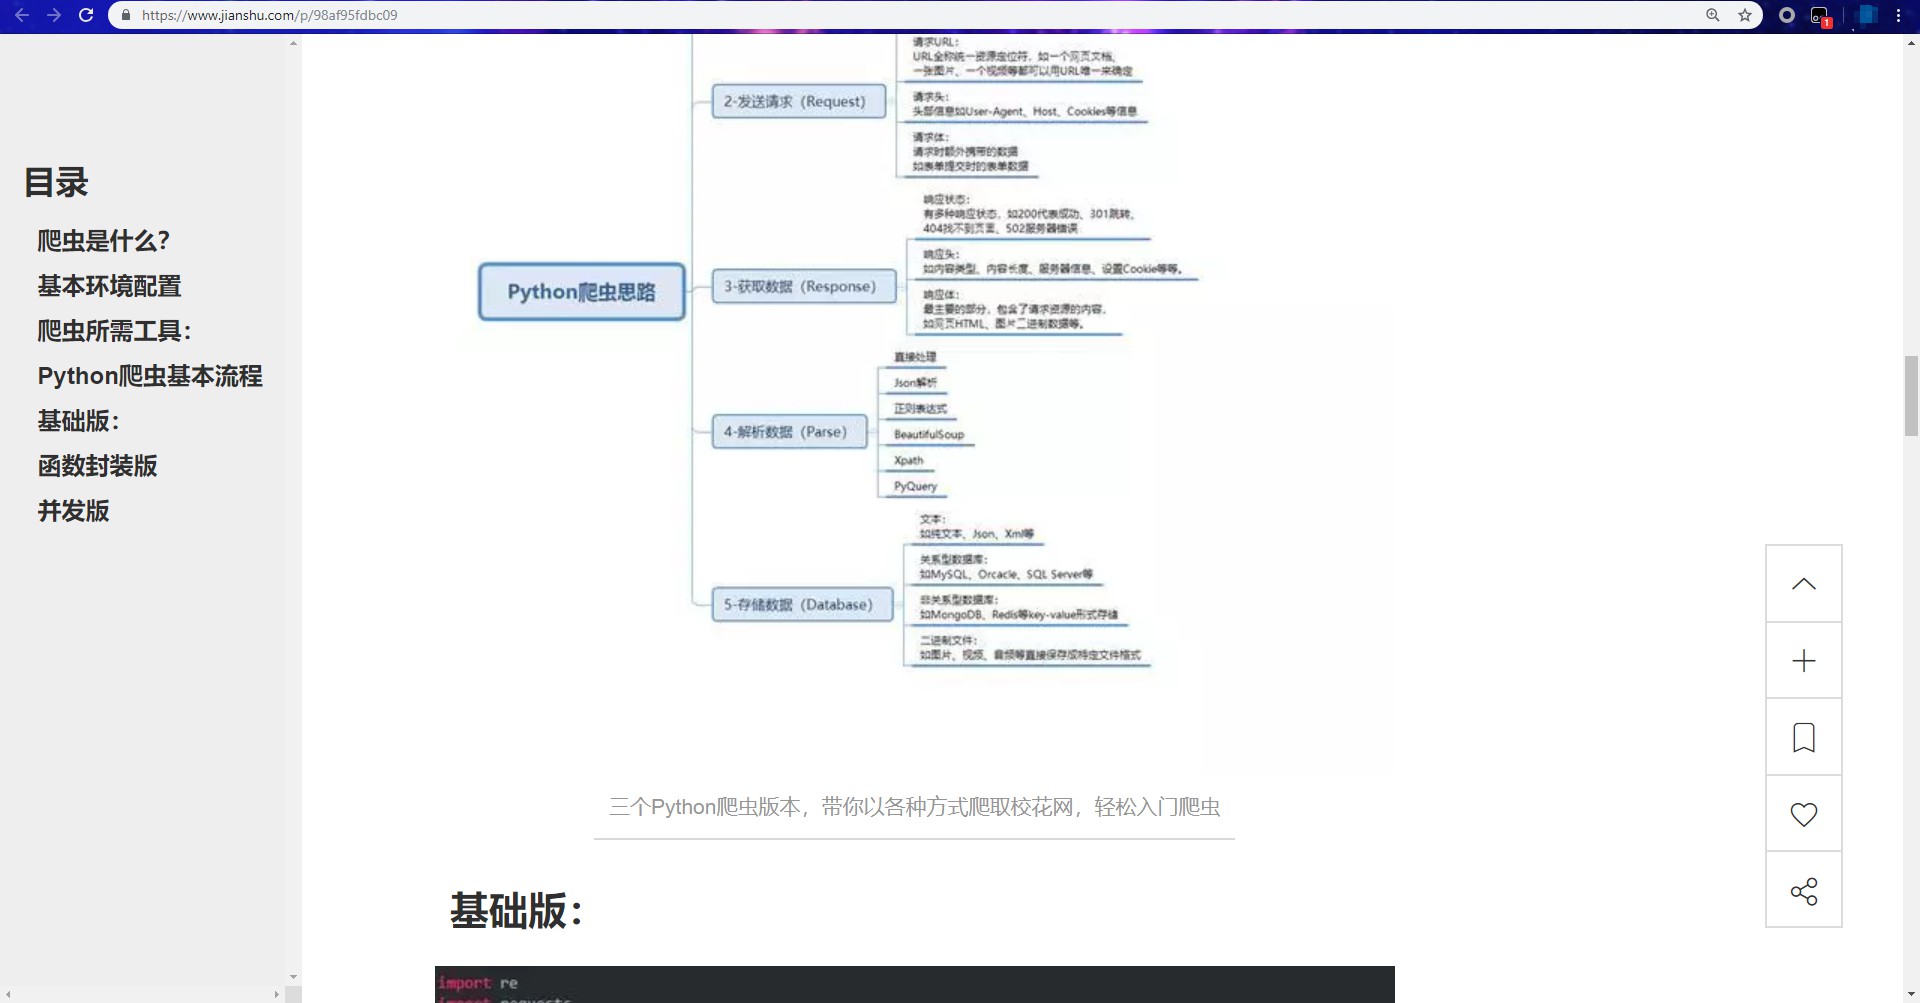 https://www.jianshu.com/p/98af95fdbc09
1
目录
爬虫是什么?
基本环境配置
爬虫所需工具：
Python爬虫基本流程
基础版：
函数封装版
并发版
Python爬虫思路
2-发送请求（Request）
请求URL：
URL全称统一资源定位符，如一个网页文档、
一张图片、一个视频等都可以用URL唯一来确定
请求头：
头部信息如User-Agent、Host、Cookies等信息
请求体：
请求时额外携带的数据
如表单提交时的表单数据
3-获取数据（Response）
响应状态：
有多种响应状态，如200代表成功、301跳转、
404找不到页面、502服务器错误
响应头：
如内容类型、内容长度、服务器信息、设置Cookie等等。
响应体：
最主要的部分，包含了请求资源的内容，
如网页HTML、图片二进制数据等。
4-解析数据（Parse）
直接处理
Json解析
正则表达式
BeautifulSoup
Xpath
PyQuery
5-存储数据（Database）
文本：
如纯文本、Json、Xml等
关系型数据库：
如MySQL、Orcacle、SQL Server等
非关系型数据库：
如MongoDB、Redis等key-value形式存储
二进制文件：
如图片、视频、音频等直接保存成特定文件格式
三个Python爬虫版本，带你以各种方式爬取校花网，轻松入门爬虫
基础版：
import re
import requests